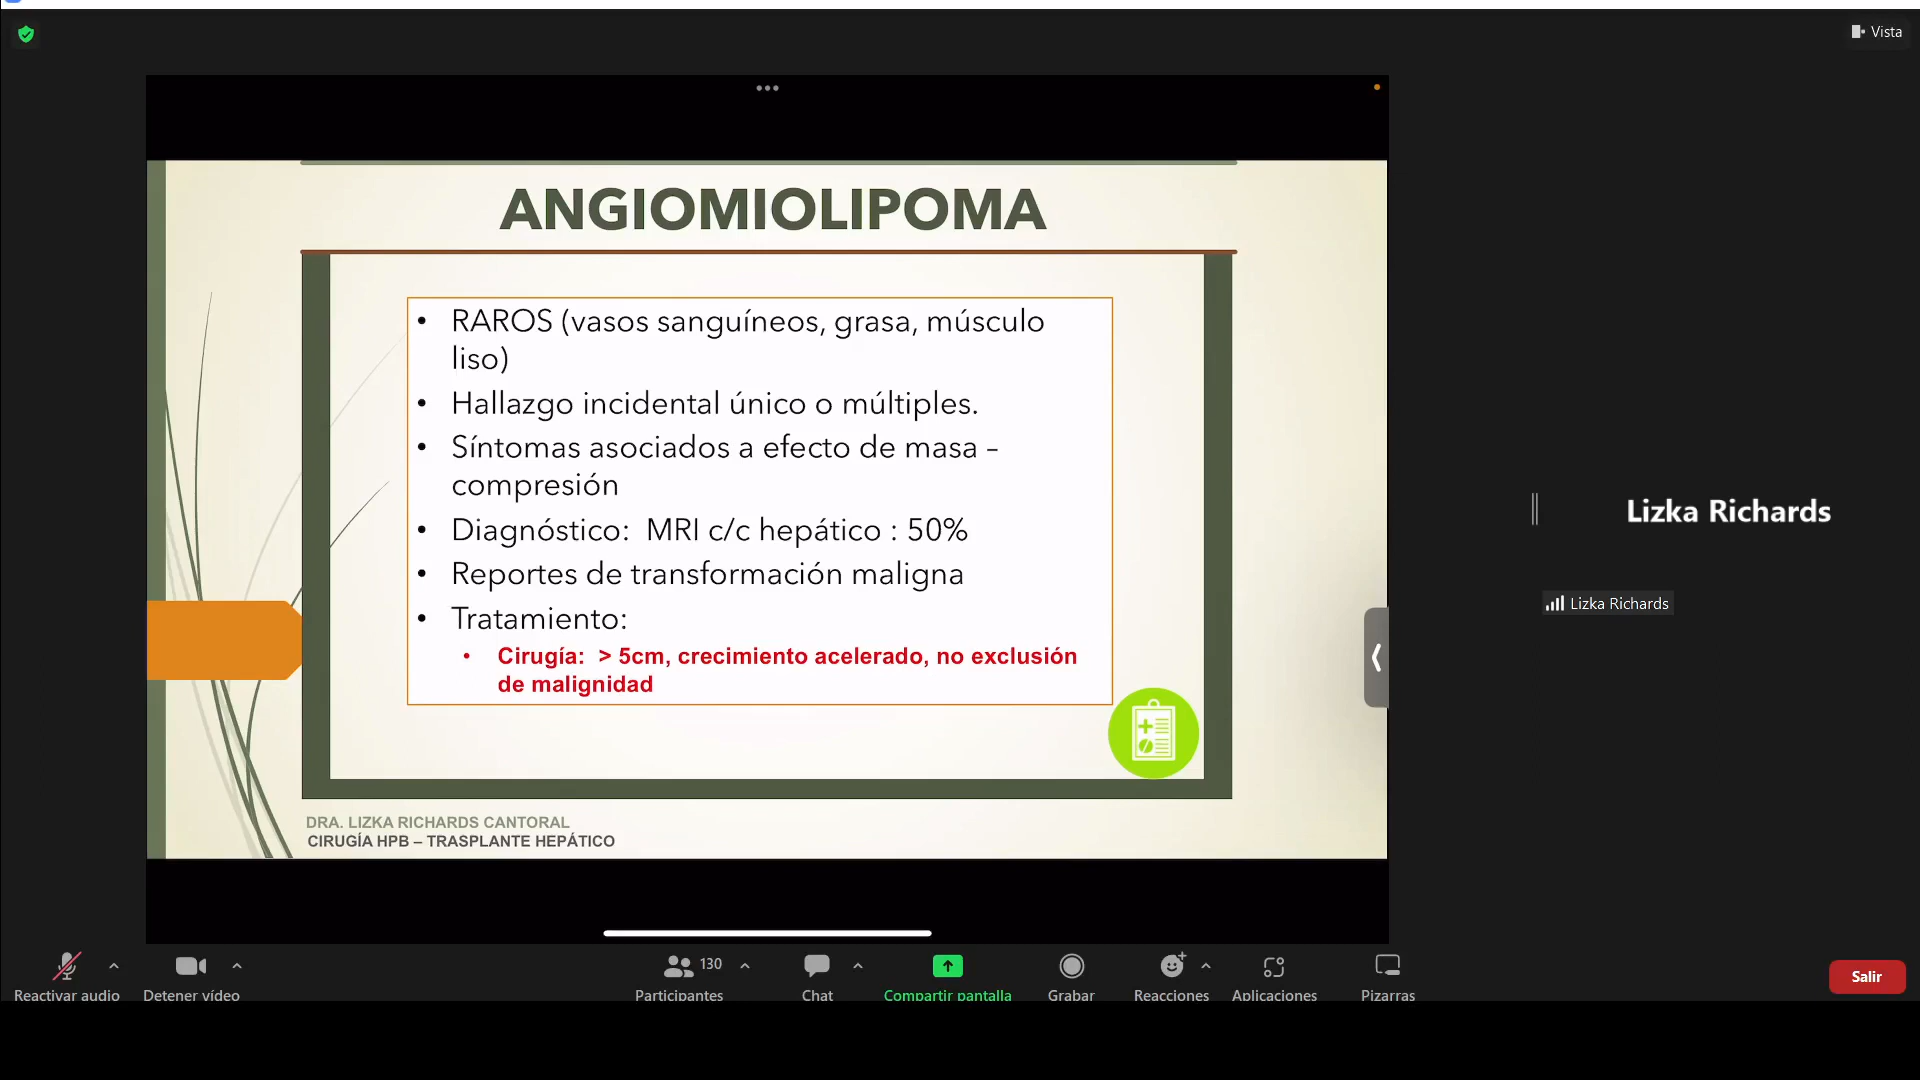 Vista
ANGIOMIOLIPOMA
• RAROS (vasos sanguíneos, grasa, músculo
liso)
• Hallazgo incidental único o múltiples.
• Síntomas asociados a efecto de masa –
compresión
• Diagnóstico:  MRI c/c hepático : 50%
• Reportes de transformación maligna
• Tratamiento:
• Cirugía:  > 5cm, crecimiento acelerado, no exclusión
de malignidad
DRA. LIZKA RICHARDS CANTORAL
CIRUGÍA HPB – TRASPLANTE HEPÁTICO
Lizka Richards
Lizka Richards
Reactivar audio
Detener vídeo
130
Participantes
Chat
Compartir pantalla
Grabar
Reacciones
Aplicaciones
Pizarras
Salir